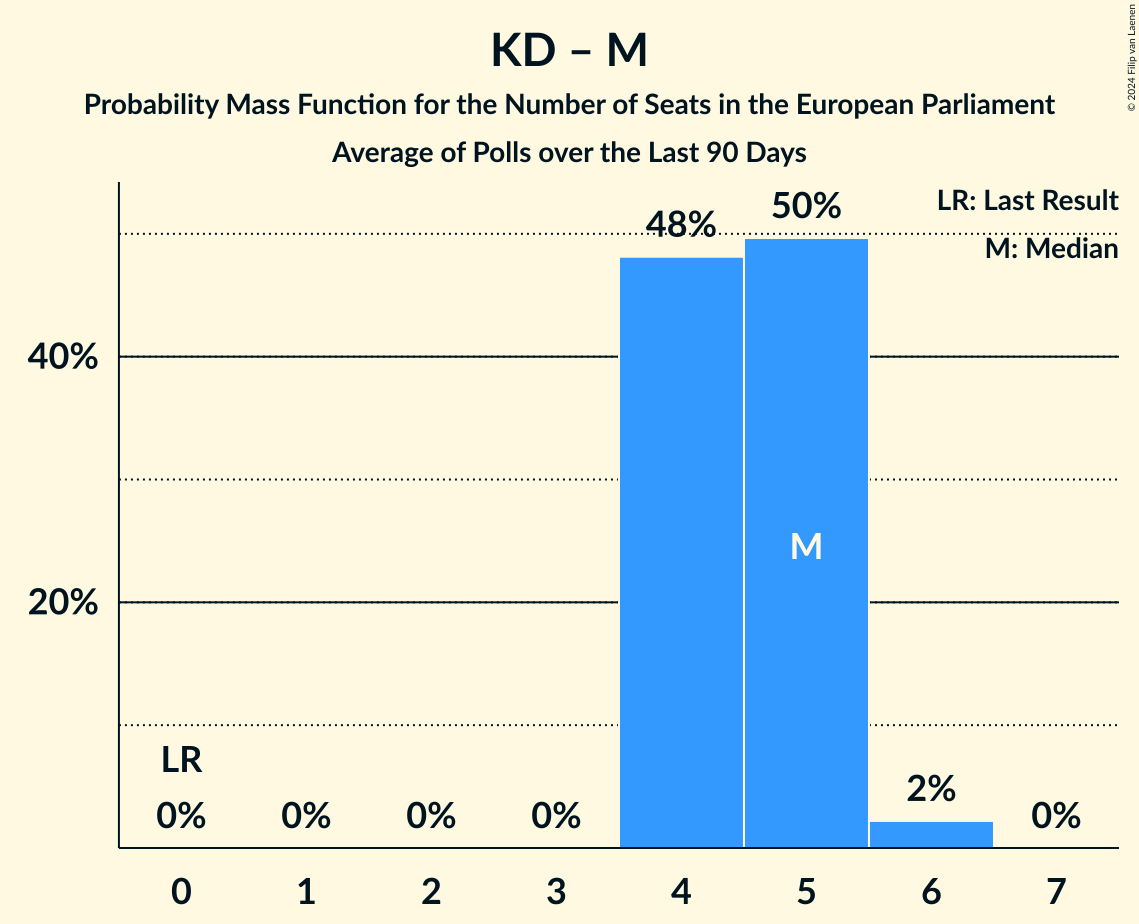 KD – M
Probability Mass Function for the Number of Seats in the European Parliament
Average of Polls over the Last 90 Days
© 2024 Filip van Laenen
LR: Last Result
M: Median
48%
50%
40%
M
20%
LR
0%
0%
0%
0%
2%
0%
0
1
2
3
4
5
6
7